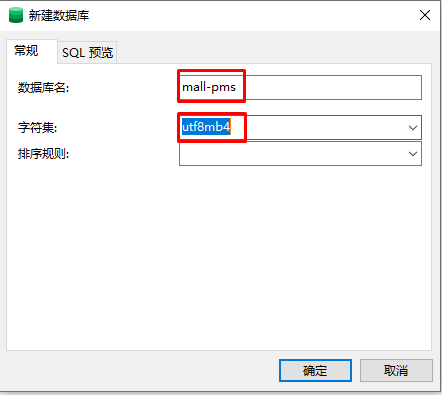 新建数据库
常规
SQL 预览
数据库名:
mall-pms
字符集:
utf8mb4
排序规则:
确定
取消